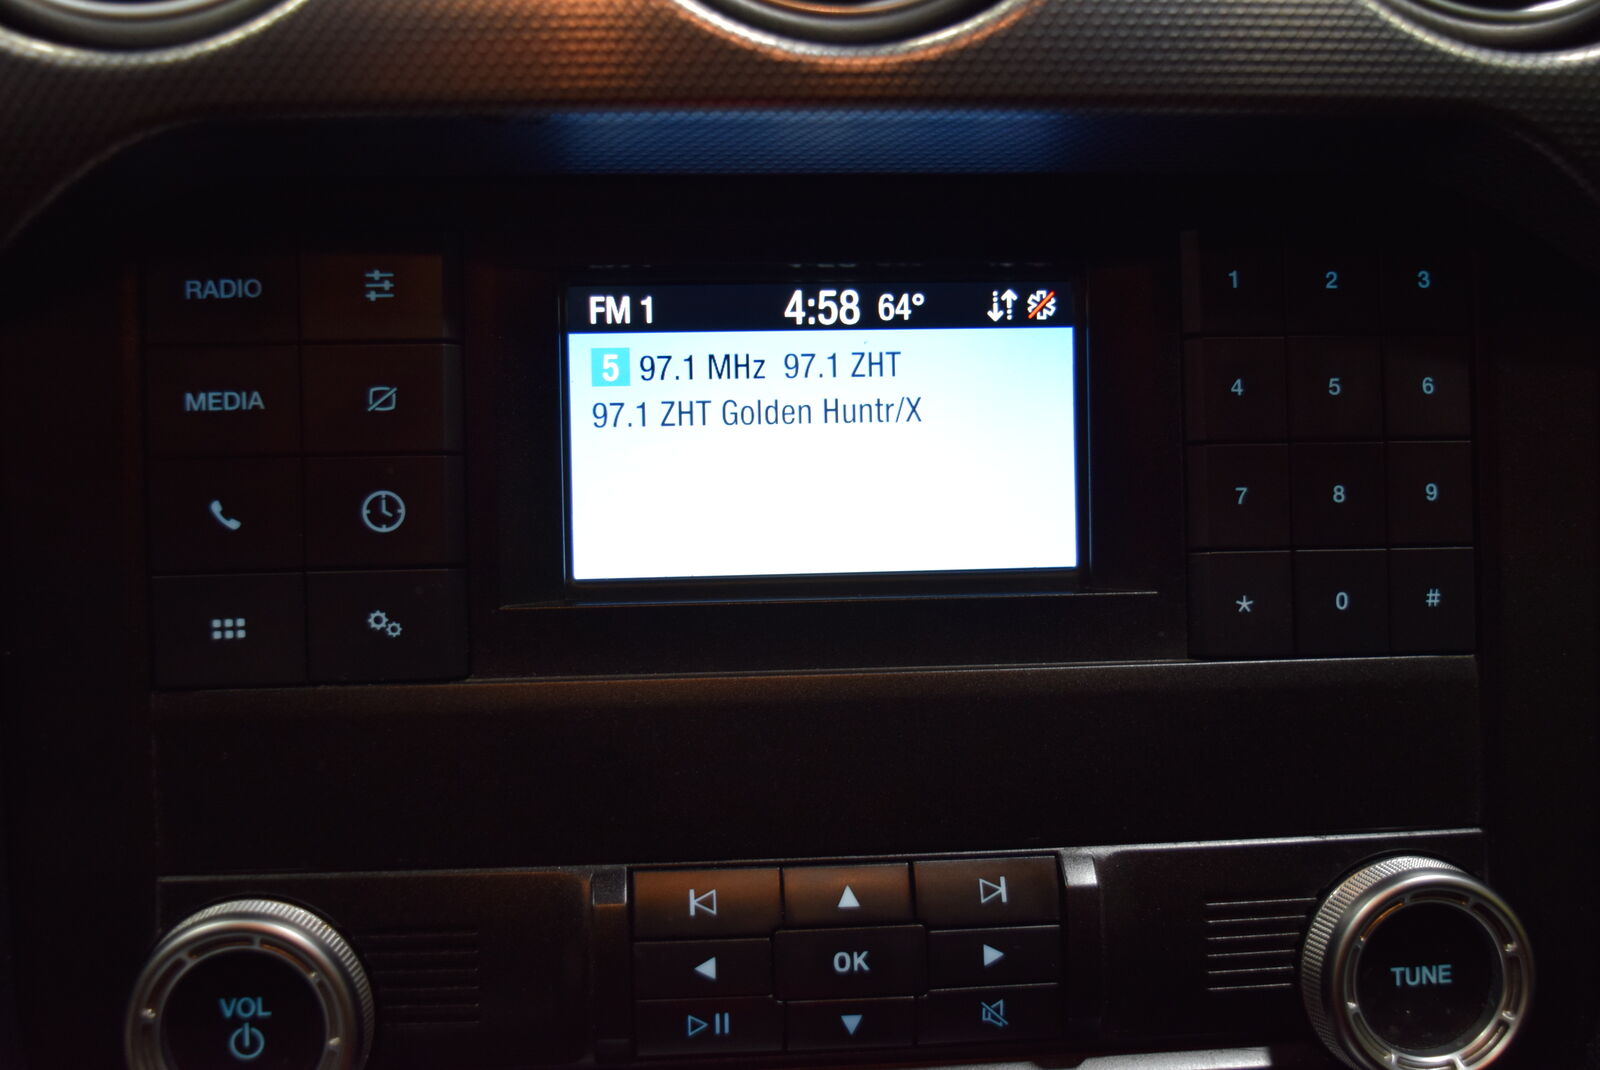 FM 1 4:58 64°
5 97.1 MHz 97.1 ZHT
97.1 ZHT Golden Huntr/X
RADIO
MEDIA
1 2 3
4 5 6
7 8 9
* 0 #
VOL
OK
TUNE